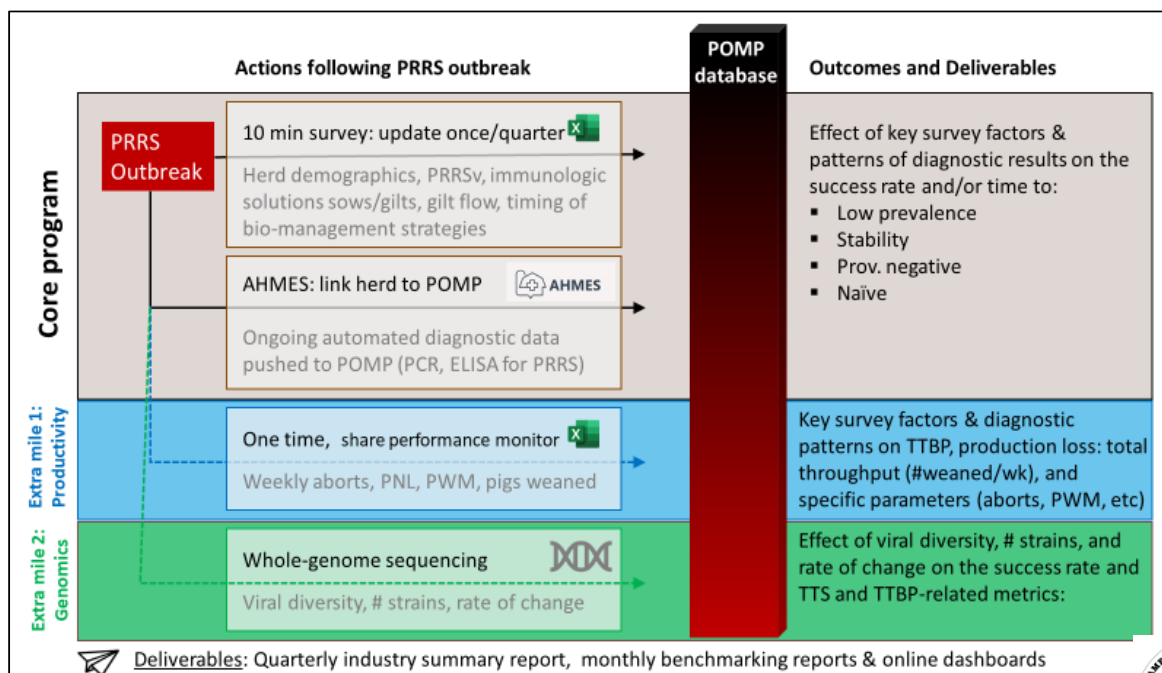 Actions following PRRS outbreak
POMP
database
Outcomes and Deliverables
Core program
PRRS
Outbreak
10 min survey: update once/quarter
Herd demographics, PRRSv, immunologic
solutions sows/gilts, gilt flow, timing of
bio-management strategies
AHMES: link herd to POMP
AHMES
Ongoing automated diagnostic data
pushed to POMP (PCR, ELISA for PRRS)
Effect of key survey factors &
patterns of diagnostic results on the
success rate and/or time to:
▪ Low prevalence
▪ Stability
▪ Prov. negative
▪ Naïve
Extra mile 1:
Productivity
One time, share performance monitor
Weekly aborts, PNL, PWM, pigs weaned
Key survey factors & diagnostic
patterns on TTBP, production loss: total
throughput (#weaned/wk), and
specific parameters (aborts, PWM, etc)
Extra mile 2:
Genomics
Whole-genome sequencing
Viral diversity, # strains, rate of change
Effect of viral diversity, # strains, and
rate of change on the success rate and
TTS and TTBP-related metrics:
Deliverables: Quarterly industry summary report, monthly benchmarking reports & online dashboards